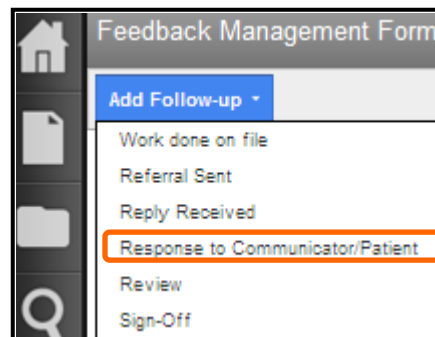 Feedback Management Form
Add Follow-up
Work done on file
Referral Sent
Reply Received
Response to Communicator/Patient
Review
Sign-Off